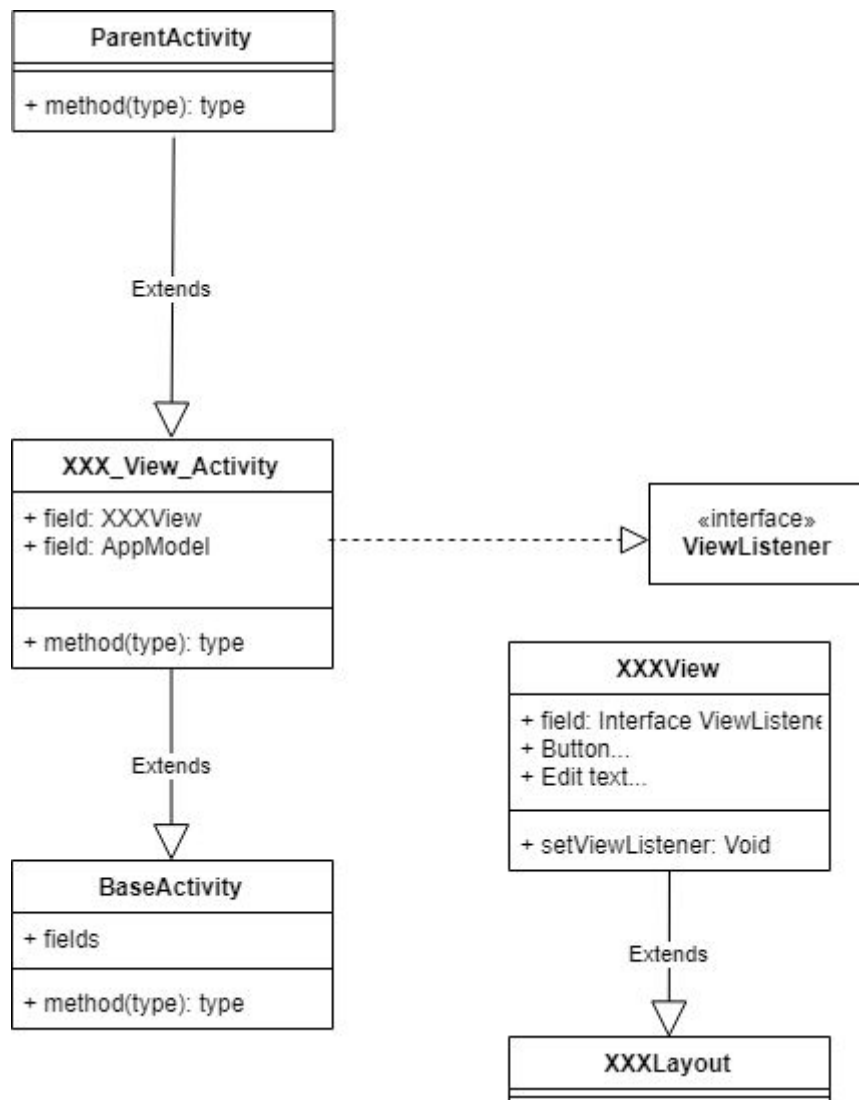 ParentActivity
+ method(type): type
Extends
XXX_View_Activity
+ field: XXXView
+ field: AppModel
+ method(type): type
«interface»
ViewListener
Extends
BaseActivity
+ fields
+ method(type): type
XXXView
+ field: Interface ViewListene
+ Button...
+ Edit text...
+ setViewListener: Void
Extends
XXXLayout